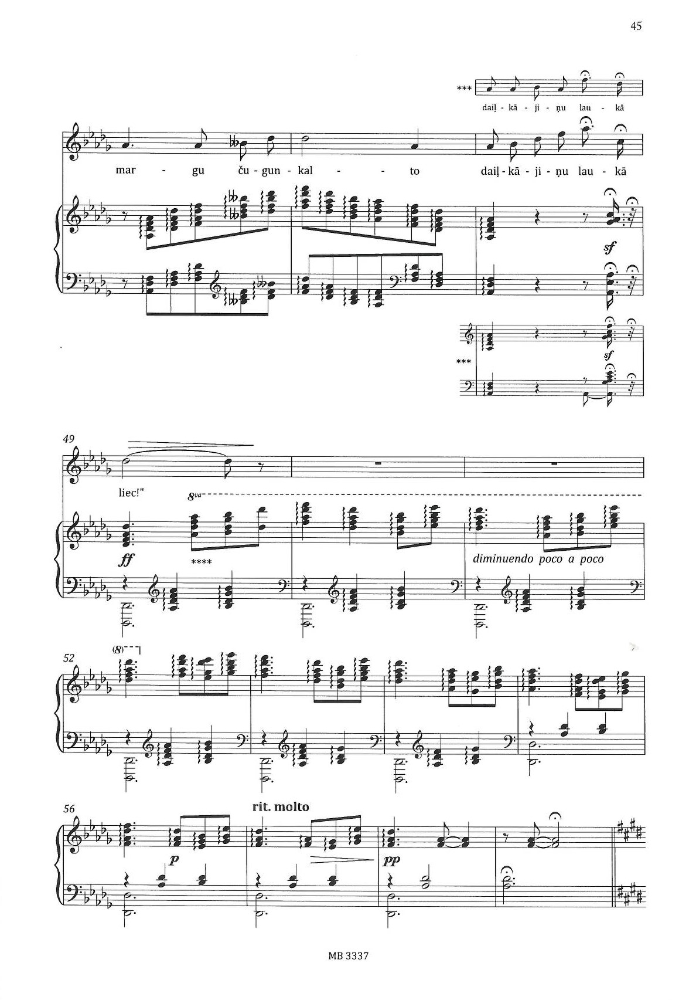 45
***
daiļ - kā - ji - ņu lau - kā
mar - gu ču - gun - kal - - to daiļ - kā - ji - ņu lau - kā
sf
sf
***
49
liec!"
8va
ff **** diminuendo poco a poco
52 (8)
56 rit. molto
p pp
MB 3337